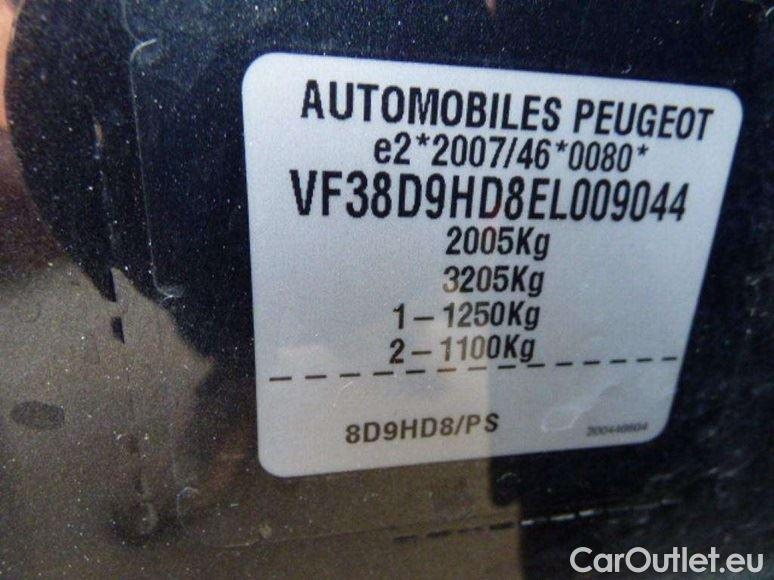 AUTOMOBILES PEUGEOT
e2*2007/46*0080*
VF38D9HD8EL009044
2005Kg
3205Kg
1-1250Kg
2-1100Kg
8D9HD8/PS
CarOutlet.eu